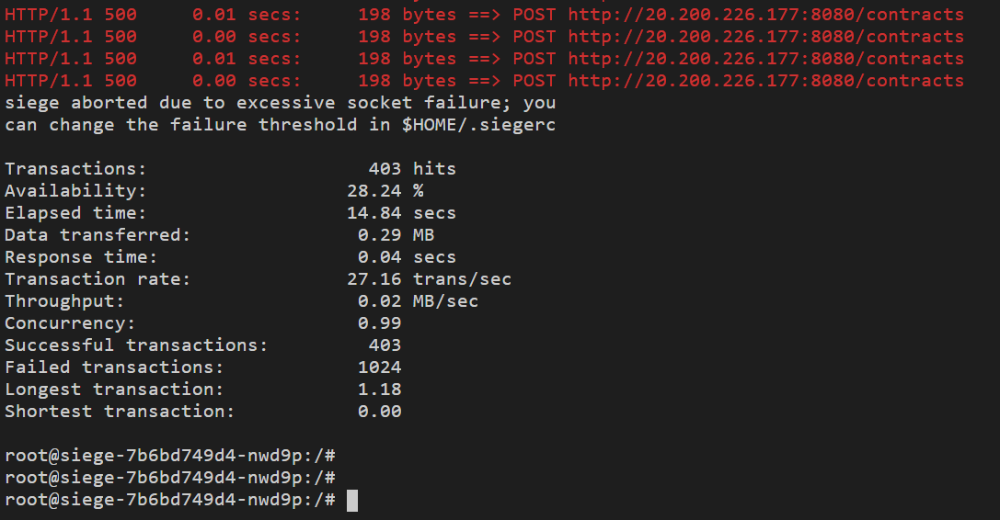 HTTP/1.1 500     0.01 secs:     198 bytes ==> POST http://20.200.226.177:8080/contracts
HTTP/1.1 500     0.00 secs:     198 bytes ==> POST http://20.200.226.177:8080/contracts
HTTP/1.1 500     0.01 secs:     198 bytes ==> POST http://20.200.226.177:8080/contracts
HTTP/1.1 500     0.00 secs:     198 bytes ==> POST http://20.200.226.177:8080/contracts
siege aborted due to excessive socket failure; you
can change the failure threshold in $HOME/.siegerc
Transactions:                    403 hits
Availability:                  28.24 %
Elapsed time:                  14.84 secs
Data transferred:               0.29 MB
Response time:                  0.04 secs
Transaction rate:              27.16 trans/sec
Throughput:                     0.02 MB/sec
Concurrency:                    0.99
Successful transactions:         403
Failed transactions:            1024
Longest transaction:            1.18
Shortest transaction:           0.00
root@siege-7b6bd749d4-nwd9p:/#
root@siege-7b6bd749d4-nwd9p:/#
root@siege-7b6bd749d4-nwd9p:/#